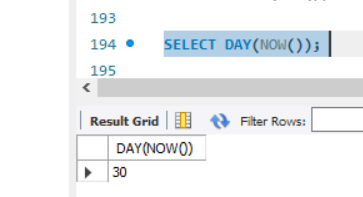 193
194 SELECT DAY(NOW());
195
Result Grid Filter Rows:
DAY(NOW())
30